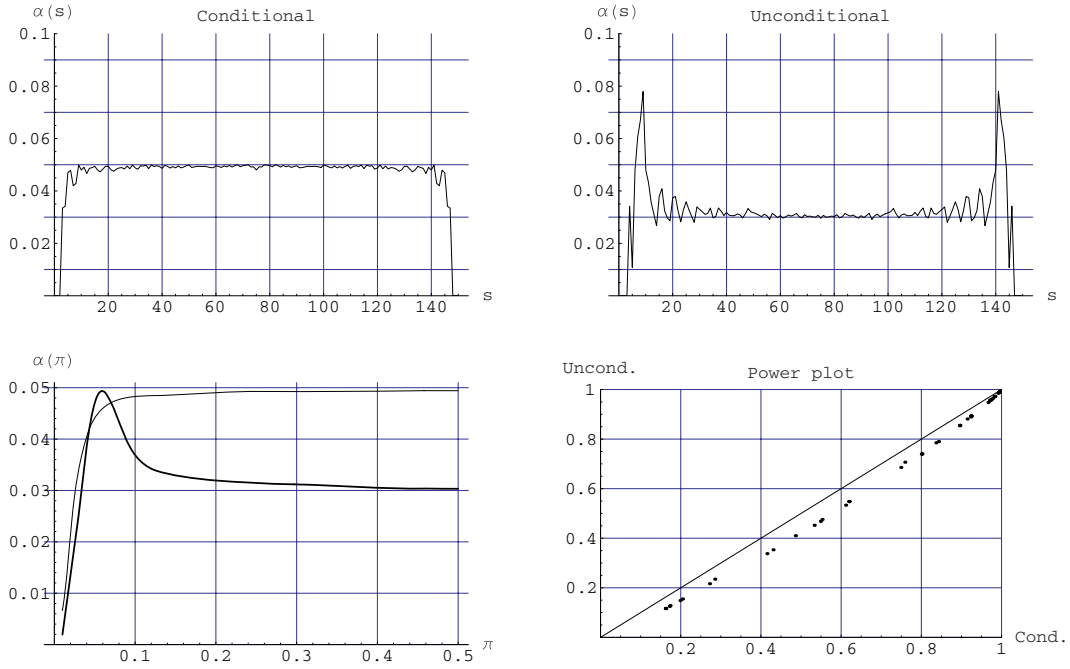 α(s)
Conditional
0.1
0.08
0.06
0.04
0.02
20 40 60 80 100 120 140
s
α(s)
Unconditional
0.1
0.08
0.06
0.04
0.02
20 40 60 80 100 120 140
s
α(π)
0.05
0.04
0.03
0.02
0.01
0.1 0.2 0.3 0.4 0.5
π
Uncond.
Power plot
1
0.8
0.6
0.4
0.2
0.2 0.4 0.6 0.8 1
Cond.